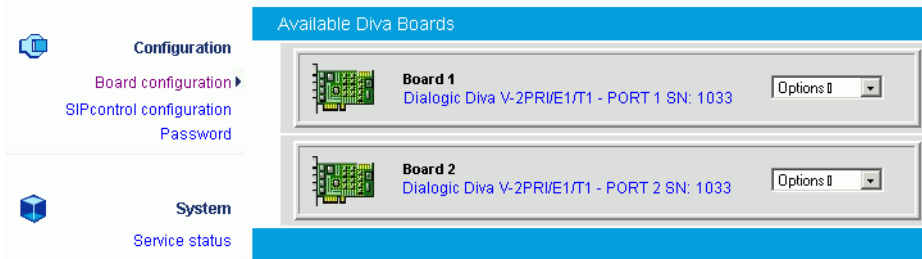 Available Diva Boards
Configuration
Board configuration
SIPcontrol configuration
Password
System
Service status
Board 1
Dialogic Diva V-2PRI/E1/T1 - PORT 1 SN: 1033
Options
Board 2
Dialogic Diva V-2PRI/E1/T1 - PORT 2 SN: 1033
Options